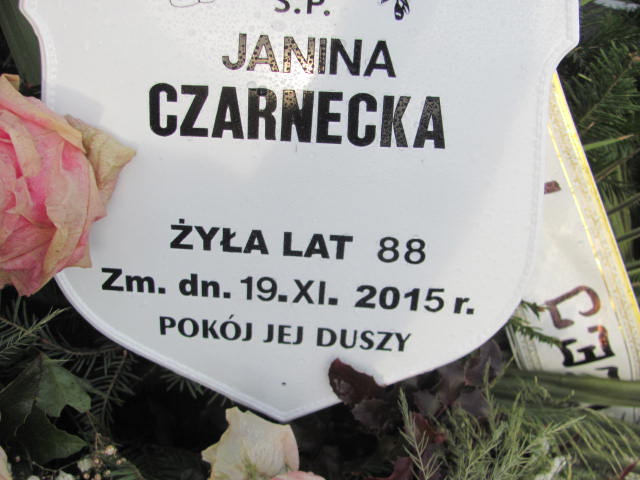 Ś.P.
JANINA
CZARNECKA
ŻYŁA LAT 88
Zm. dn. 19.XI. 2015 r.
POKÓJ JEJ DUSZY